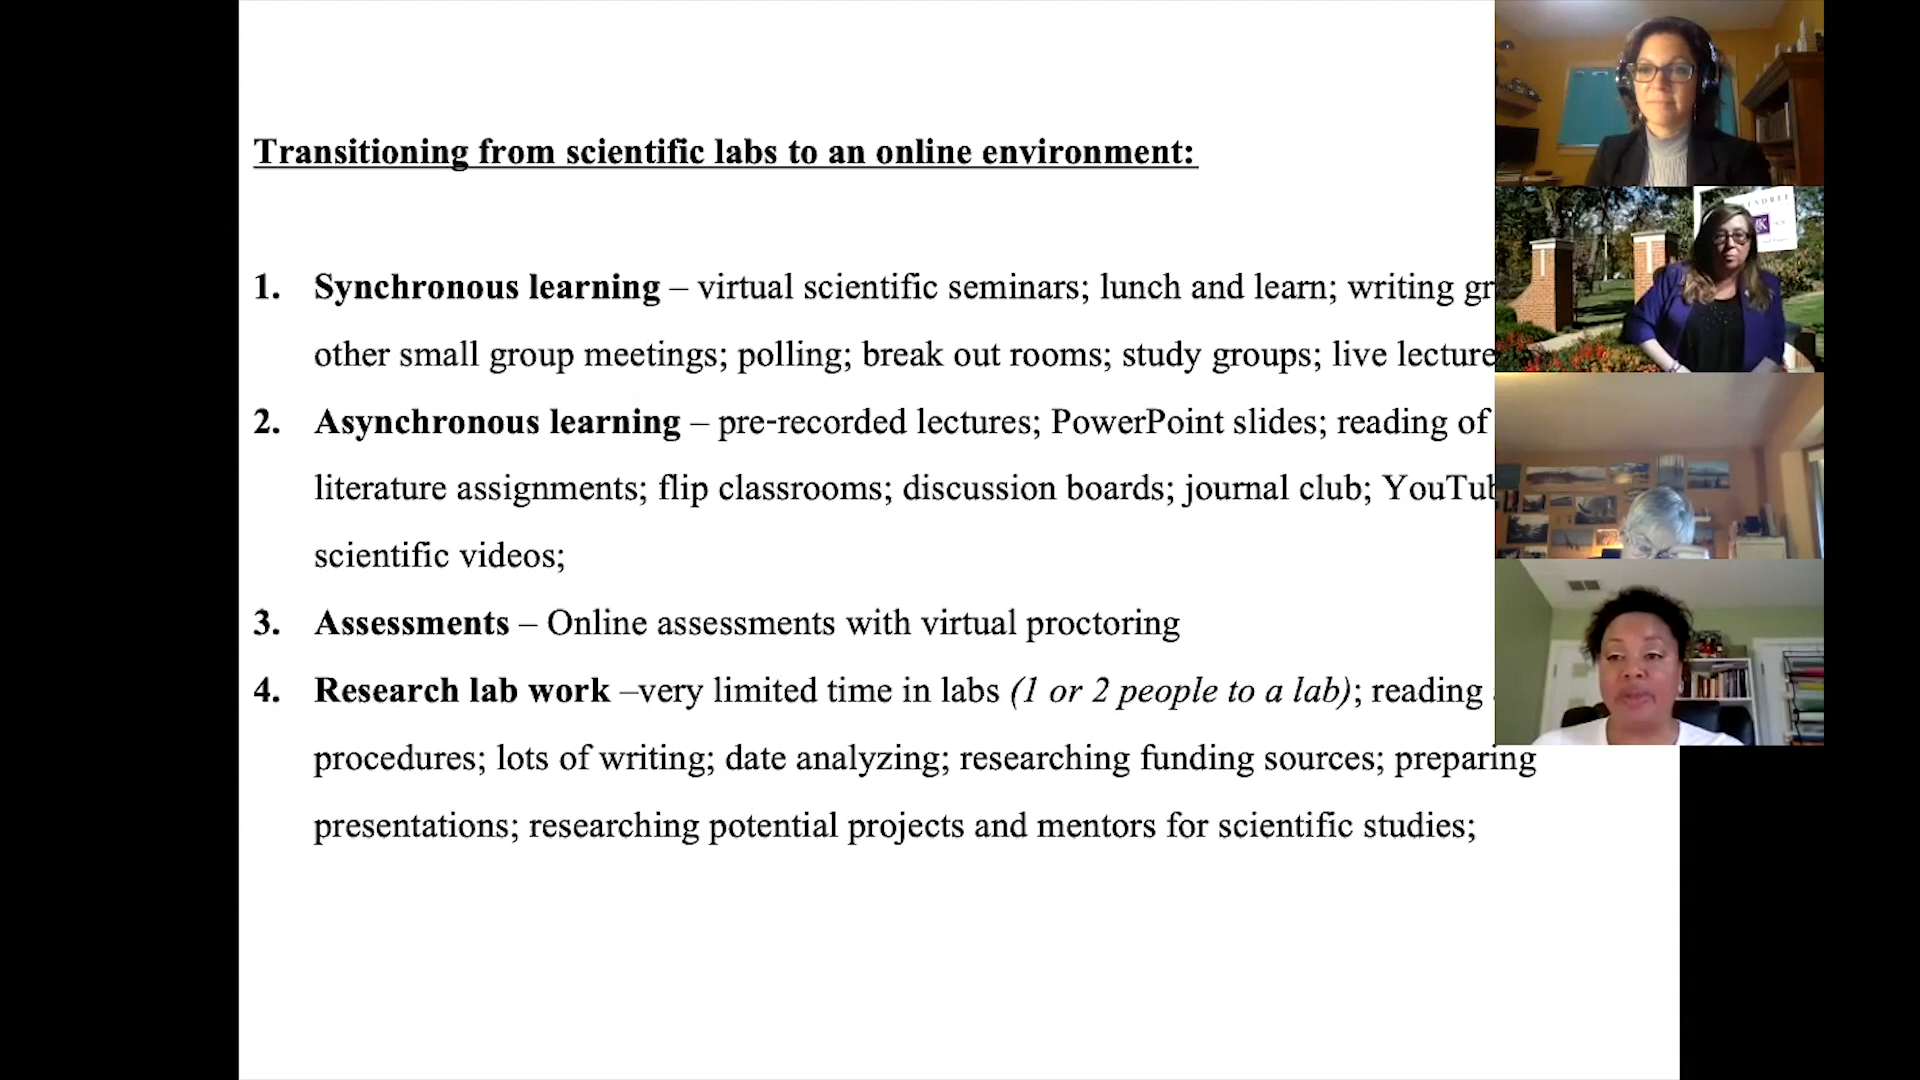 Transitioning from scientific labs to an online environment:
1. Synchronous learning – virtual scientific seminars; lunch and learn; writing gr
other small group meetings; polling; break out rooms; study groups; live lecture
2. Asynchronous learning – pre-recorded lectures; PowerPoint slides; reading of
literature assignments; flip classrooms; discussion boards; journal club; YouTub
scientific videos;
3. Assessments – Online assessments with virtual proctoring
4. Research lab work –very limited time in labs (1 or 2 people to a lab); reading
procedures; lots of writing; date analyzing; researching funding sources; preparing
presentations; researching potential projects and mentors for scientific studies;